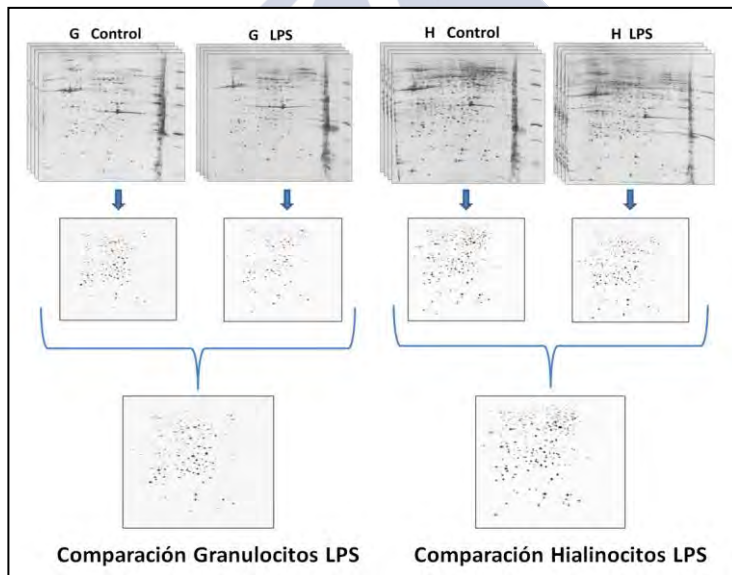 G Control
G LPS
H Control
H LPS
Comparación Granulocitos LPS
Comparación Hialinocitos LPS